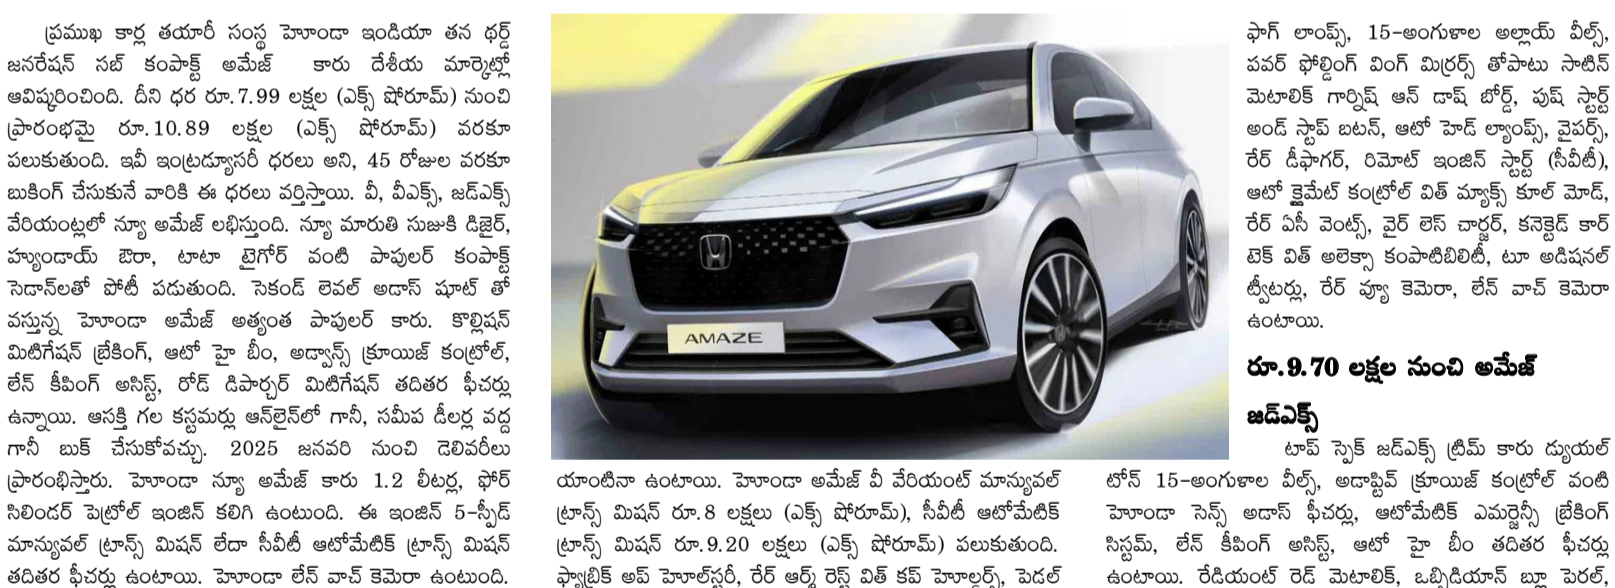 ప్రముఖ కార్ల తయారీ సంస్థ హెూండా ఇండియా తన థర్డ్
జనరేషన్ సబ్ కంపాక్ట్ అమేజ్ కారు దేశీయ మార్కెట్లో
ఆవిష్కరించింది. దీని ధర రూ.7.99 లక్షల (ఎక్స్ షోరూమ్) నుంచి
ప్రారంభమై రూ.10.89 లక్షల (ఎక్స్ షోరూమ్) వరకూ
పలుకుతుంది. ఇవీ ఇంట్రడ్యూసరీ ధరలు అని, 45 రోజుల వరకూ
బుకింగ్ చేసుకునే వారికి ఈ ధరలు వర్తిస్తాయి. వీ, వీఎక్స్, జడ్ఎక్స్
వేరియంట్లలో న్యూ అమేజ్ లభిస్తుంది. న్యూ మారుతి సుజుకి డిజైర్,
హ్యుండాయ్ ఔరా, టాటా టైగోర్ వంటి పాపులర్ కంపాక్ట్
సెడాన్‌లతో పోటీ పడుతుంది. సెకండ్ లెవల్ అడాస్ షూట్ తో
వస్తున్న హెూండా అమేజ్ అత్యంత పాపులర్ కారు. కొల్లిషన్
మిటిగేషన్ బ్రేకింగ్, ఆటో హై బీం, అడ్వాన్స్ క్రూయిజ్ కంట్రోల్,
లేన్ కీపింగ్ అసిస్ట్, రోడ్ డిపార్చర్ మిటిగేషన్ తదితర ఫీచర్లు
ఉన్నాయి. ఆసక్తి గల కస్టమర్లు ఆన్‌లైన్‌లో గానీ, సమీప డీలర్ల వద్ద
గానీ బుక్ చేసుకోవచ్చు. 2025 జనవరి నుంచి డెలివరీలు
ప్రారంభిస్తారు. హెూండా న్యూ అమేజ్ కారు 1.2 లీటర్ల, ఫోర్
సిలిండర్ పెట్రోల్ ఇంజిన్ కలిగి ఉంటుంది. ఈ ఇంజిన్ 5-స్పీడ్
మాన్యువల్ ట్రాన్స్ మిషన్ లేదా సీవీటీ ఆటోమేటిక్ ట్రాన్స్ మిషన్
తదితర ఫీచర్లు ఉంటాయి. హెూండా లేన్ వాచ్ కెమెరా ఉంటుంది.
AMAZE
యాంటినా ఉంటాయి. హెూండా అమేజ్ వీ వేరియంట్ మాన్యువల్
ట్రాన్స్ మిషన్ రూ.8 లక్షలు (ఎక్స్ షోరూమ్), సీవీటీ ఆటోమేటిక్
ట్రాన్స్ మిషన్ రూ.9.20 లక్షలు (ఎక్స్ షోరూమ్) పలుకుతుంది.
ఫ్యాబ్రిక్ అప్ హెూల్‌స్టరీ, రేర్ ఆర్మ్ రెస్ట్ విత్ కప్ హెూల్డర్స్, పెడల్
ఫాగ్ లాంప్స్, 15-అంగుళాల అల్లాయ్ వీల్స్,
పవర్ ఫోల్డింగ్ వింగ్ మిర్రర్స్ తోపాటు సాటిన్
మెటాలిక్ గార్నిష్ ఆన్ డాష్ బోర్డ్, పుష్ స్టార్ట్
అండ్ స్టాప్ బటన్, ఆటో హెడ్ ల్యాంప్స్, వైపర్స్,
రేర్ డీఫాగర్, రిమోట్ ఇంజిన్ స్టార్ట్ (సీవీటీ),
ఆటో క్లైమేట్ కంట్రోల్ విత్ మ్యాక్స్ కూల్ మోడ్,
రేర్ ఏసీ వెంట్స్, వైర్ లెస్ చార్జర్, కనెక్టెడ్ కార్
టెక్ విత్ అలెక్సా కంపాటిబిలిటీ, టూ అడిషనల్
ట్వీటర్లు, రేర్ వ్యూ కెమెరా, లేన్ వాచ్ కెమెరా
ఉంటాయి.
రూ.9.70 లక్షల నుంచి అమేజ్
జడ్ఎక్స్
టాప్ స్పెక్ జడ్ఎక్స్ ట్రిమ్ కారు డ్యుయల్
టోన్ 15-అంగుళాల వీల్స్, అడాప్టివ్ క్రూయిజ్ కంట్రోల్ వంటి
హెూండా సెన్స్ అడాస్ ఫీచర్లు, ఆటోమేటిక్ ఎమర్జెన్సీ బ్రేకింగ్
సిస్టమ్, లేన్ కీపింగ్ అసిస్ట్, ఆటో హై బీం తదితర ఫీచర్లు
ఉంటాయి. రేడియంట్ రెడ్ మెటాలిక్, ఒబ్సిడియాన్ బ్లూ పెరల్,